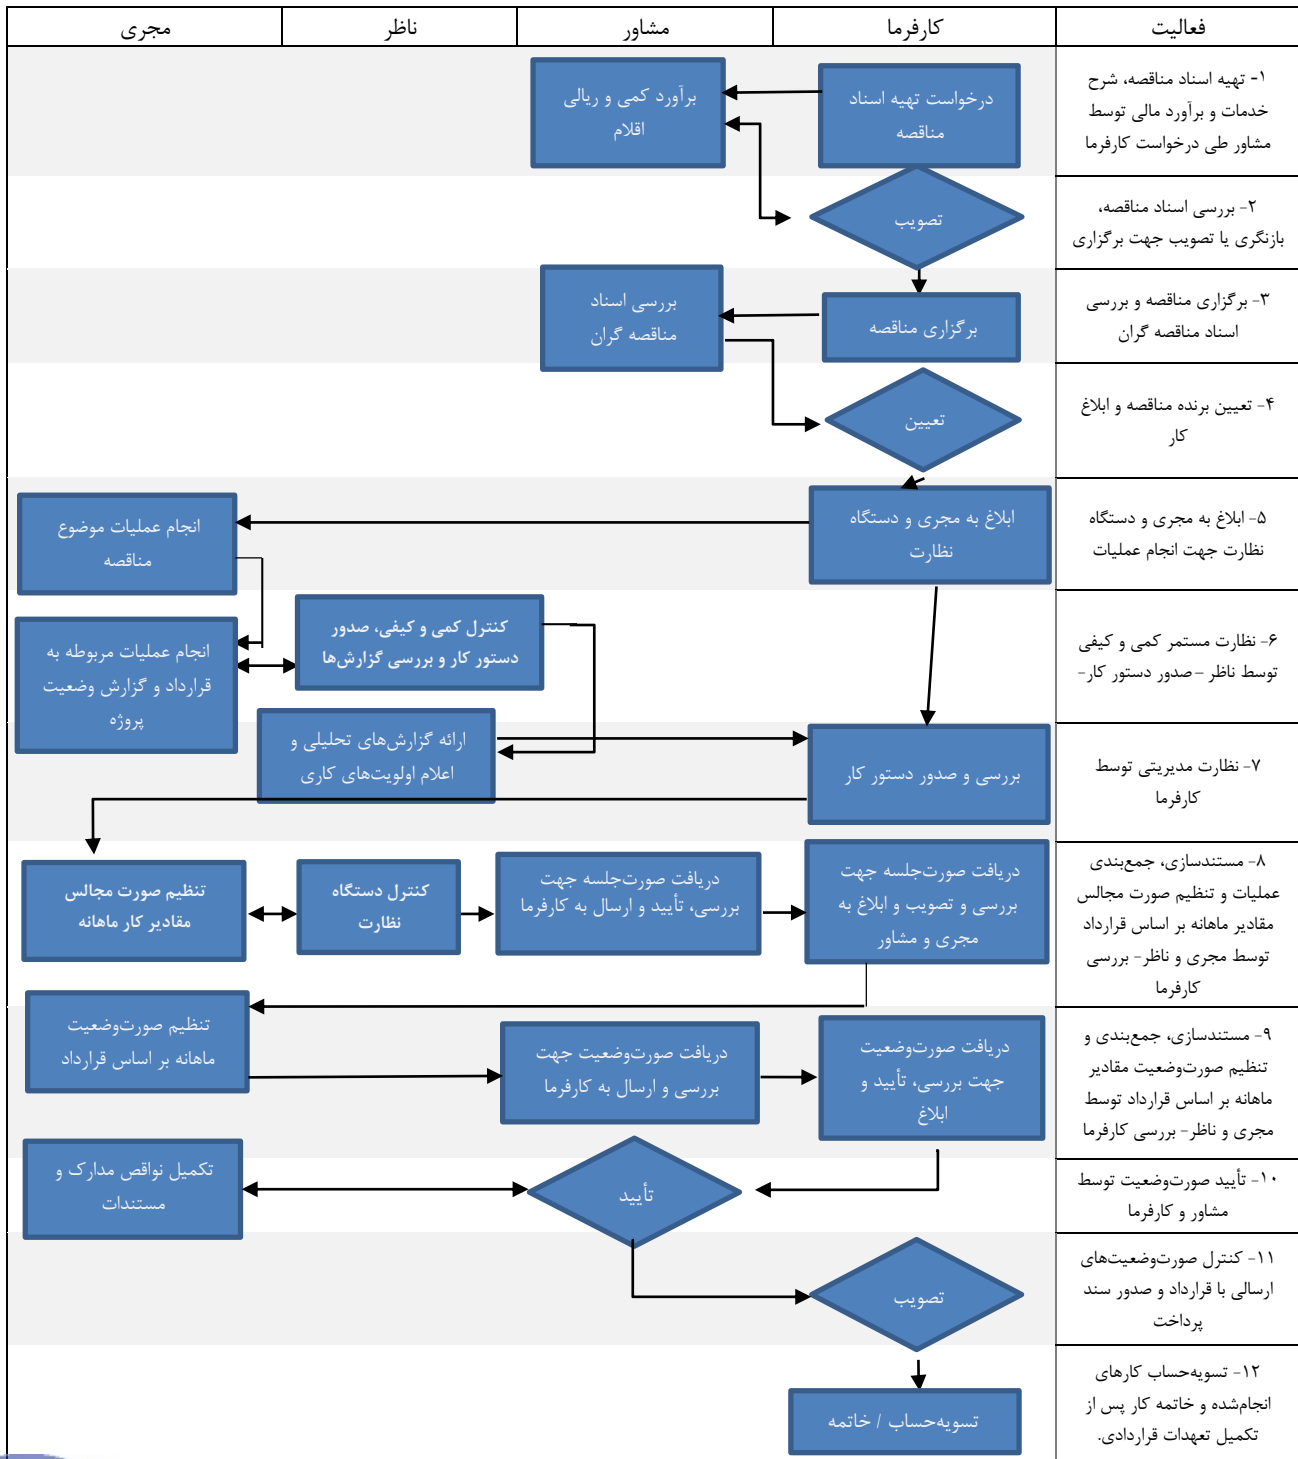 فعالیت
کارفرما
مشاور
ناظر
مجری
۱- تهیه اسناد مناقصه، شرح
خدمات و برآورد مالی توسط
مشاور طی درخواست کارفرما
درخواست تهیه اسناد
مناقصه
برآورد کمی و ریالی
اقلام
۲- بررسی اسناد مناقصه،
بازنگری یا تصویب جهت برگزاری
تصویب
۳- برگزاری مناقصه و بررسی
اسناد مناقصه گران
برگزاری مناقصه
بررسی اسناد
مناقصه گران
۴- تعیین برنده مناقصه و ابلاغ
کار
تعیین
۵- ابلاغ به مجری و دستگاه
نظارت جهت انجام عملیات
ابلاغ به مجری و دستگاه
نظارت
انجام عملیات موضوع
مناقصه
۶- نظارت مستمر کمی و کیفی
توسط ناظر – صدور دستور کار-
کنترل کمی و کیفی، صدور
دستور کار و بررسی گزارش‌ها
انجام عملیات مربوطه به
قرارداد و گزارش وضعیت
پروژه
۷- نظارت مدیریتی توسط
کارفرما
بررسی و صدور دستور کار
ارائه گزارش‌های تحلیلی و
اعلام اولویت‌های کاری
۸- مستندسازی، جمع‌بندی
عملیات و تنظیم صورت مجالس
مقادیر ماهانه بر اساس قرارداد
توسط مجری و ناظر- بررسی
کارفرما
دریافت صورت‌جلسه جهت
بررسی و تصویب و ابلاغ به
مجری و مشاور
دریافت صورت‌جلسه جهت
بررسی، تأیید و ارسال به کارفرما
کنترل دستگاه
نظارت
تنظیم صورت مجالس
مقادیر کار ماهانه
۹- مستندسازی، جمع‌بندی و
تنظیم صورت‌وضعیت مقادیر
ماهانه بر اساس قرارداد توسط
مجری و ناظر- بررسی کارفرما
دریافت صورت‌وضعیت
جهت بررسی، تأیید و
ابلاغ
دریافت صورت‌وضعیت جهت
بررسی و ارسال به کارفرما
تنظیم صورت‌وضعیت
ماهانه بر اساس قرارداد
۱۰- تأیید صورت‌وضعیت توسط
مشاور و کارفرما
تأیید
تکمیل نواقص مدارک و
مستندات
۱۱- کنترل صورت‌وضعیت‌های
ارسالی با قرارداد و صدور سند
پرداخت
تصویب
۱۲- تسویه‌حساب کارهای
انجام‌شده و خاتمه کار پس از
تکمیل تعهدات قراردادی.
تسویه‌حساب / خاتمه